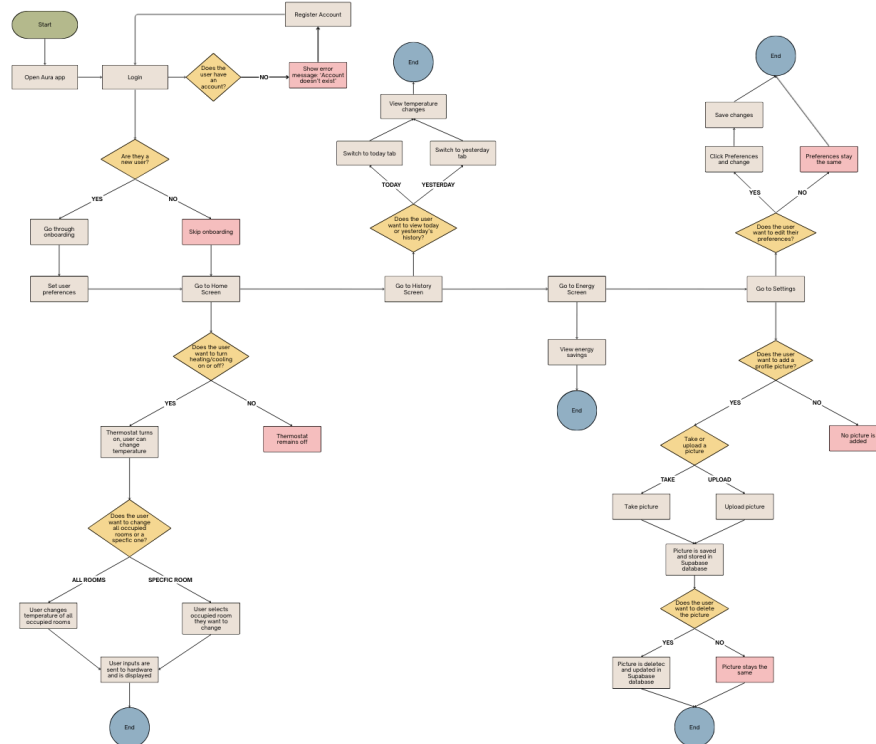 Start
Register Account
Open Aura app
Login
Does the
user have
an
account?
NO
Show error
message: 'Account
doesn't exist'
End
End
View temperature
changes
Save changes
Are they a
new user?
Switch to today tab
Switch to yesterday
tab
Click Preferences
and change
Preferences stay
the same
TODAY
YESTERDAY
YES
NO
YES
NO
Go through
onboarding
Skip onboarding
Does the user
want to view today
or yesterday's
history?
Does the user
want to edit their
preferences?
Set user
preferences
Go to Home
Screen
Go to History
Screen
Go to Energy
Screen
Go to Settings
Does the user
want to turn
heating/cooling
on or off?
View energy
savings
Does the user
want to add a
profile picture?
YES
NO
End
YES
NO
Thermostat turns
on, user can
change
temperature
Thermostat
remains off
Take or
upload a
picture
No picture is
added
TAKE
UPLOAD
Does the user
want to change
all occupied
rooms or a
specfic one?
Take picture
Upload picture
Picture is saved
and stored in
Supabase
database
ALL ROOMS
SPECFIC ROOM
User changes
temperature of all
occupied rooms
User selects
occupied room
they want to
change
Does the user
want to delete
the picture
YES
NO
User inputs are
sent to hardware
and is displayed
Picture is deletec
and updated in
Supabase
database
Picture stays the
same
End
End